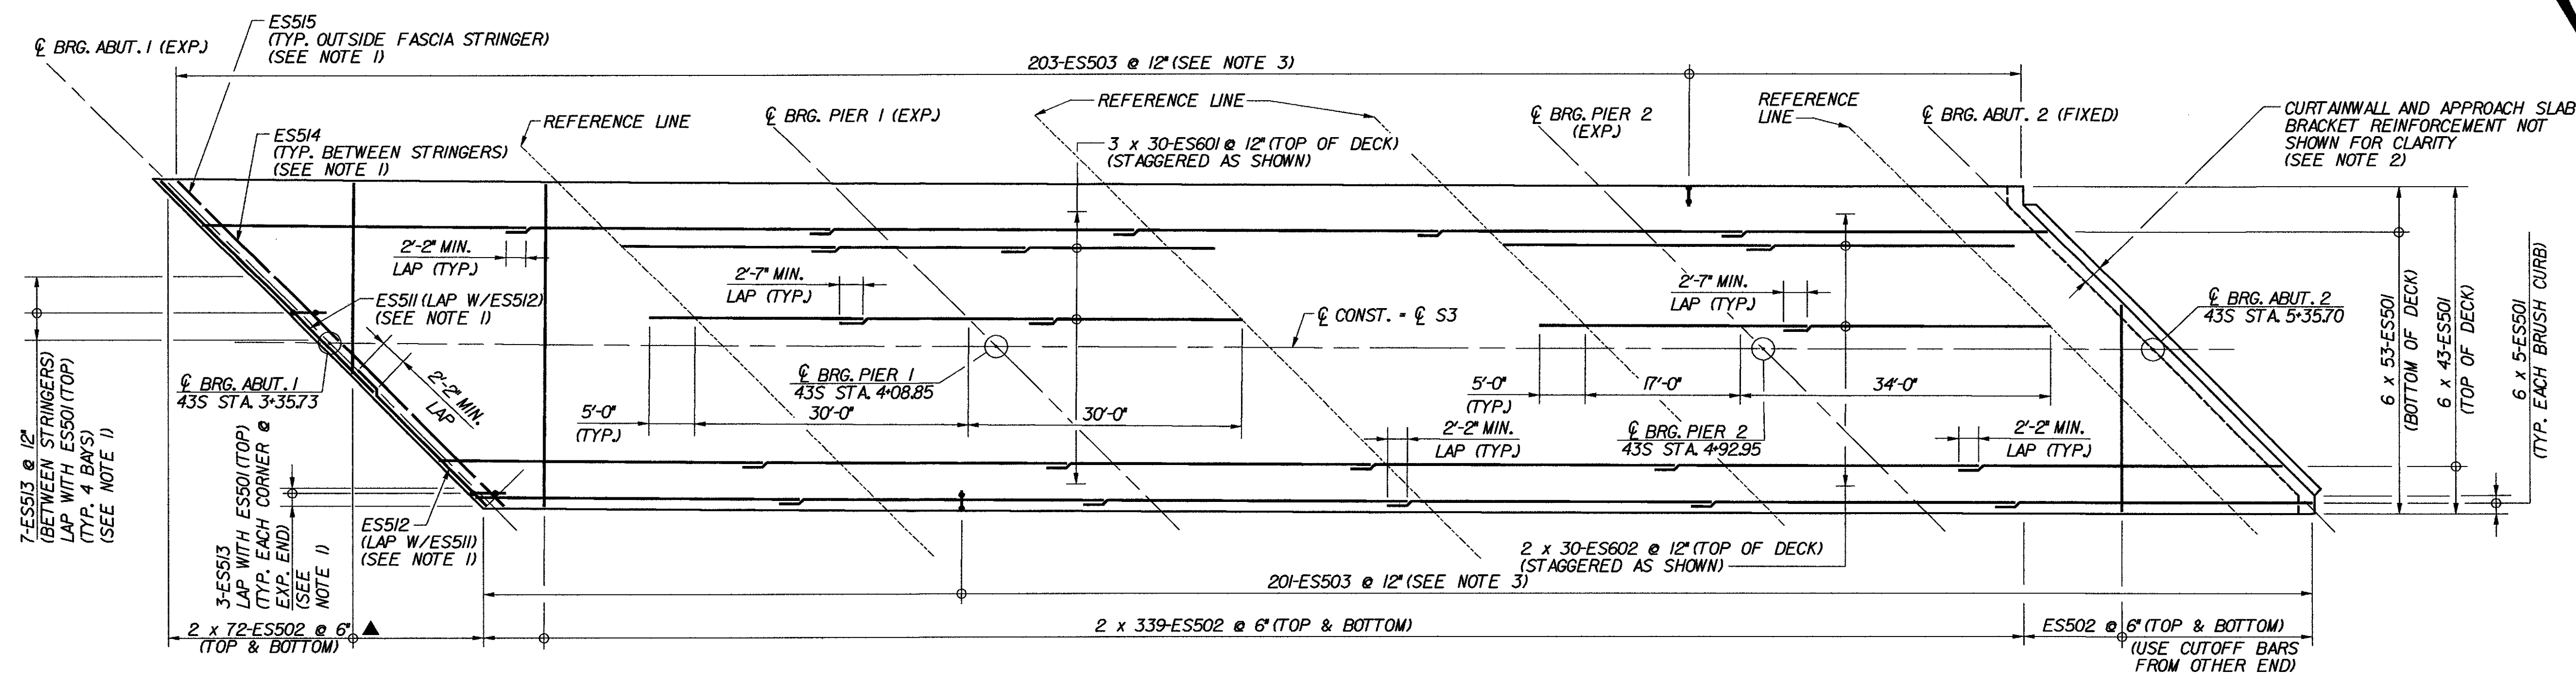 ES515
(TYP. OUTSIDE FASCIA STRINGER)
(SEE NOTE 1)
℄ BRG. ABUT. 1 (EXP.)
203-ES503 @ 12" (SEE NOTE 3)
ES514
(TYP. BETWEEN STRINGERS)
(SEE NOTE 1)
REFERENCE LINE
℄ BRG. PIER 1 (EXP.)
REFERENCE LINE
3 x 30-ES601 @ 12" (TOP OF DECK)
(STAGGERED AS SHOWN)
℄ BRG. PIER 2
(EXP.)
REFERENCE
LINE
℄ BRG. ABUT. 2 (FIXED)
CURTAINWALL AND APPROACH SLAB
BRACKET REINFORCEMENT NOT
SHOWN FOR CLARITY
(SEE NOTE 2)
2'-2" MIN.
LAP (TYP.)
2'-7" MIN.
LAP (TYP.)
2'-7" MIN.
LAP (TYP.)
ES511 (LAP W/ES512)
(SEE NOTE 1)
℄ CONST. = ℄ S3
℄ BRG. ABUT. 2
43S STA. 5+35.70
℄ BRG. ABUT. 1
43S STA. 3+35.73
2'-2" MIN.
LAP
℄ BRG. PIER 1
43S STA. 4+08.85
5'-0"
(TYP.)
30'-0"
30'-0"
5'-0"
(TYP.)
17'-0"
34'-0"
2'-2" MIN.
LAP (TYP.)
℄ BRG. PIER 2
43S STA. 4+92.95
2'-2" MIN.
LAP (TYP.)
6 x 53-ES501
(BOTTOM OF DECK)
6 x 43-ES501
(TOP OF DECK)
6 x 5-ES501
(TYP. EACH BRUSH CURB)
7-ES513 @ 12"
(BETWEEN STRINGERS)
LAP WITH ES501 (TOP)
(TYP. 4 BAYS)
(SEE NOTE 1)
3-ES513
LAP WITH ES501 (TOP)
(TYP. EACH CORNER @
EXP. END)
(SEE
NOTE 1)
ES512
(LAP W/ES511)
(SEE NOTE 1)
2 x 30-ES602 @ 12" (TOP OF DECK)
(STAGGERED AS SHOWN)
201-ES503 @ 12" (SEE NOTE 3)
2 x 72-ES502 @ 6" ▲
(TOP & BOTTOM)
2 x 339-ES502 @ 6" (TOP & BOTTOM)
ES502 @ 6" (TOP & BOTTOM)
(USE CUTOFF BARS
FROM OTHER END)